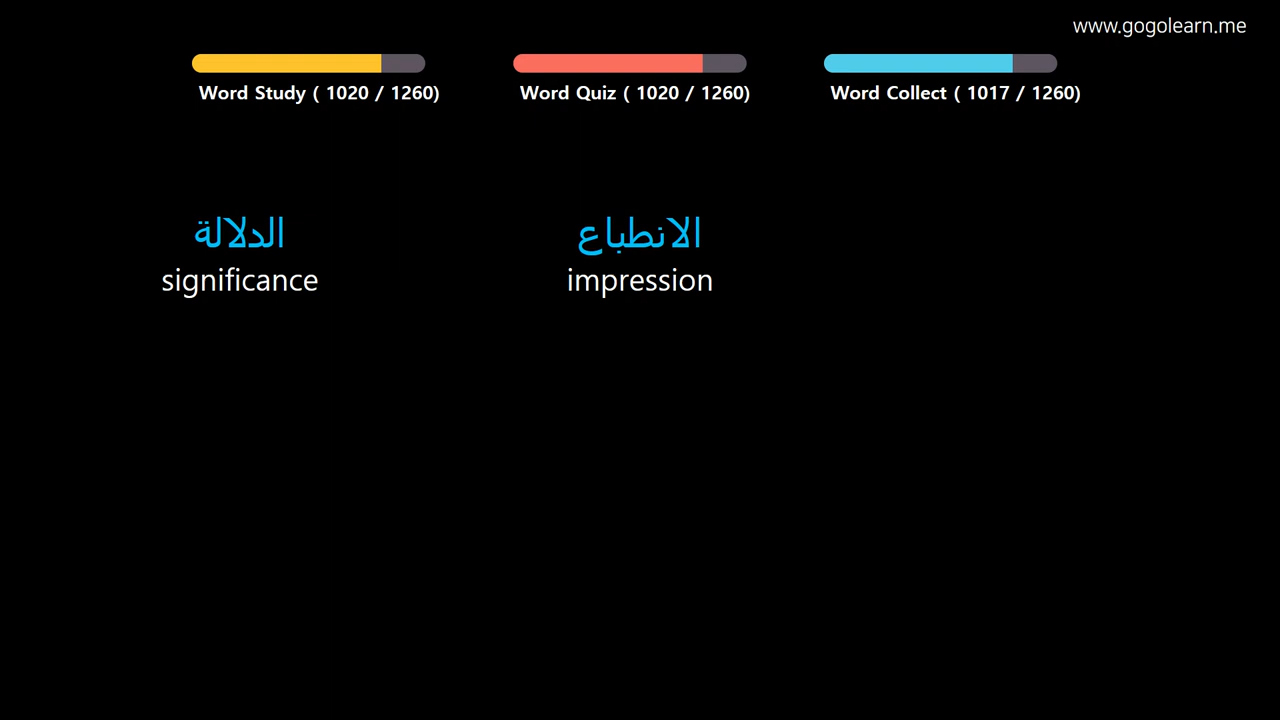 www.gogolearn.me
Word Study ( 1020 / 1260)
Word Quiz ( 1020 / 1260)
Word Collect ( 1017 / 1260)
الدلالة
significance
الانطباع
impression